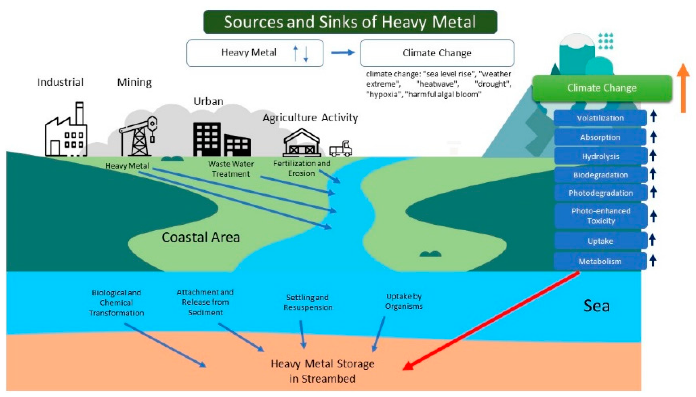 Sources and Sinks of Heavy Metal
Heavy Metal
Climate Change
climate change: "sea level rise", "weather
extreme", "heatwave", "drought",
"hypoxia", "harmful algal bloom"
Industrial
Mining
Urban
Agriculture Activity
Heavy Metal
Waste Water
Treatment
Fertilization and
Erosion
Coastal Area
Climate Change
Volatilization
Absorption
Hydrolysis
Biodegradation
Photodegradation
Photo-enhanced
Toxicity
Uptake
Metabolism
Biological and
Chemical
Transformation
Attachment and
Release from
Sediment
Settling and
Resuspension
Uptake by
Organisms
Sea
Heavy Metal Storage
in Streambed